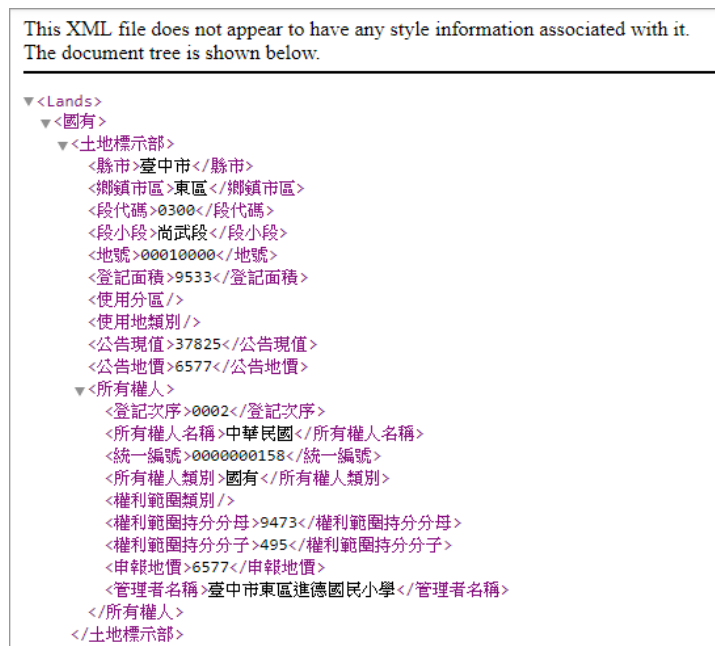 This XML file does not appear to have any style information associated with it.
The document tree is shown below.
▼<Lands>
▼<國有>
▼<土地標示部>
<縣市>臺中市</縣市>
<鄉鎮市區>東區</鄉鎮市區>
<段代碼>0300</段代碼>
<段小段>尚武段</段小段>
<地號>00010000</地號>
<登記面積>9533</登記面積>
<使用分區/>
<使用地類別/>
<公告現值>37825</公告現值>
<公告地價>6577</公告地價>
▼<所有權人>
<登記次序>0002</登記次序>
<所有權人名稱>中華民國</所有權人名稱>
<統一編號>0000000158</統一編號>
<所有權人類別>國有</所有權人類別>
<權利範圍類別/>
<權利範圍持分分母>9473</權利範圍持分分母>
<權利範圍持分分子>495</權利範圍持分分子>
<申報地價>6577</申報地價>
<管理者名稱>臺中市東區進德國民小學</管理者名稱>
</所有權人>
</土地標示部>